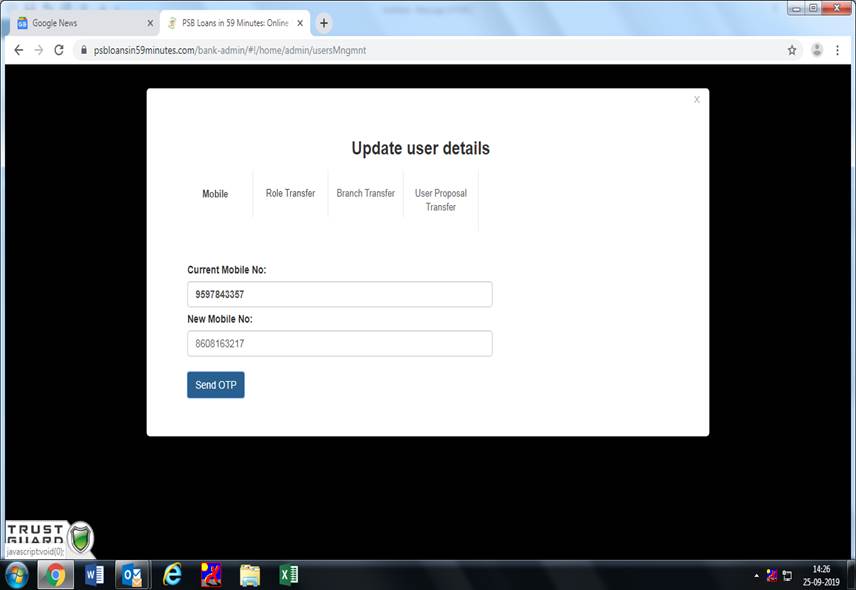 Google News
PSB Loans in 59 Minutes: Online
psbloansin59minutes.com/bank-admin/#!/home/admin/usersMngmnt
X
Update user details
Mobile
Role Transfer
Branch Transfer
User Proposal
Transfer
Current Mobile No:
9597843357
New Mobile No:
8608163217
Send OTP
TRUST
GUARD
javascript:void(0);
14:26
25-09-2019